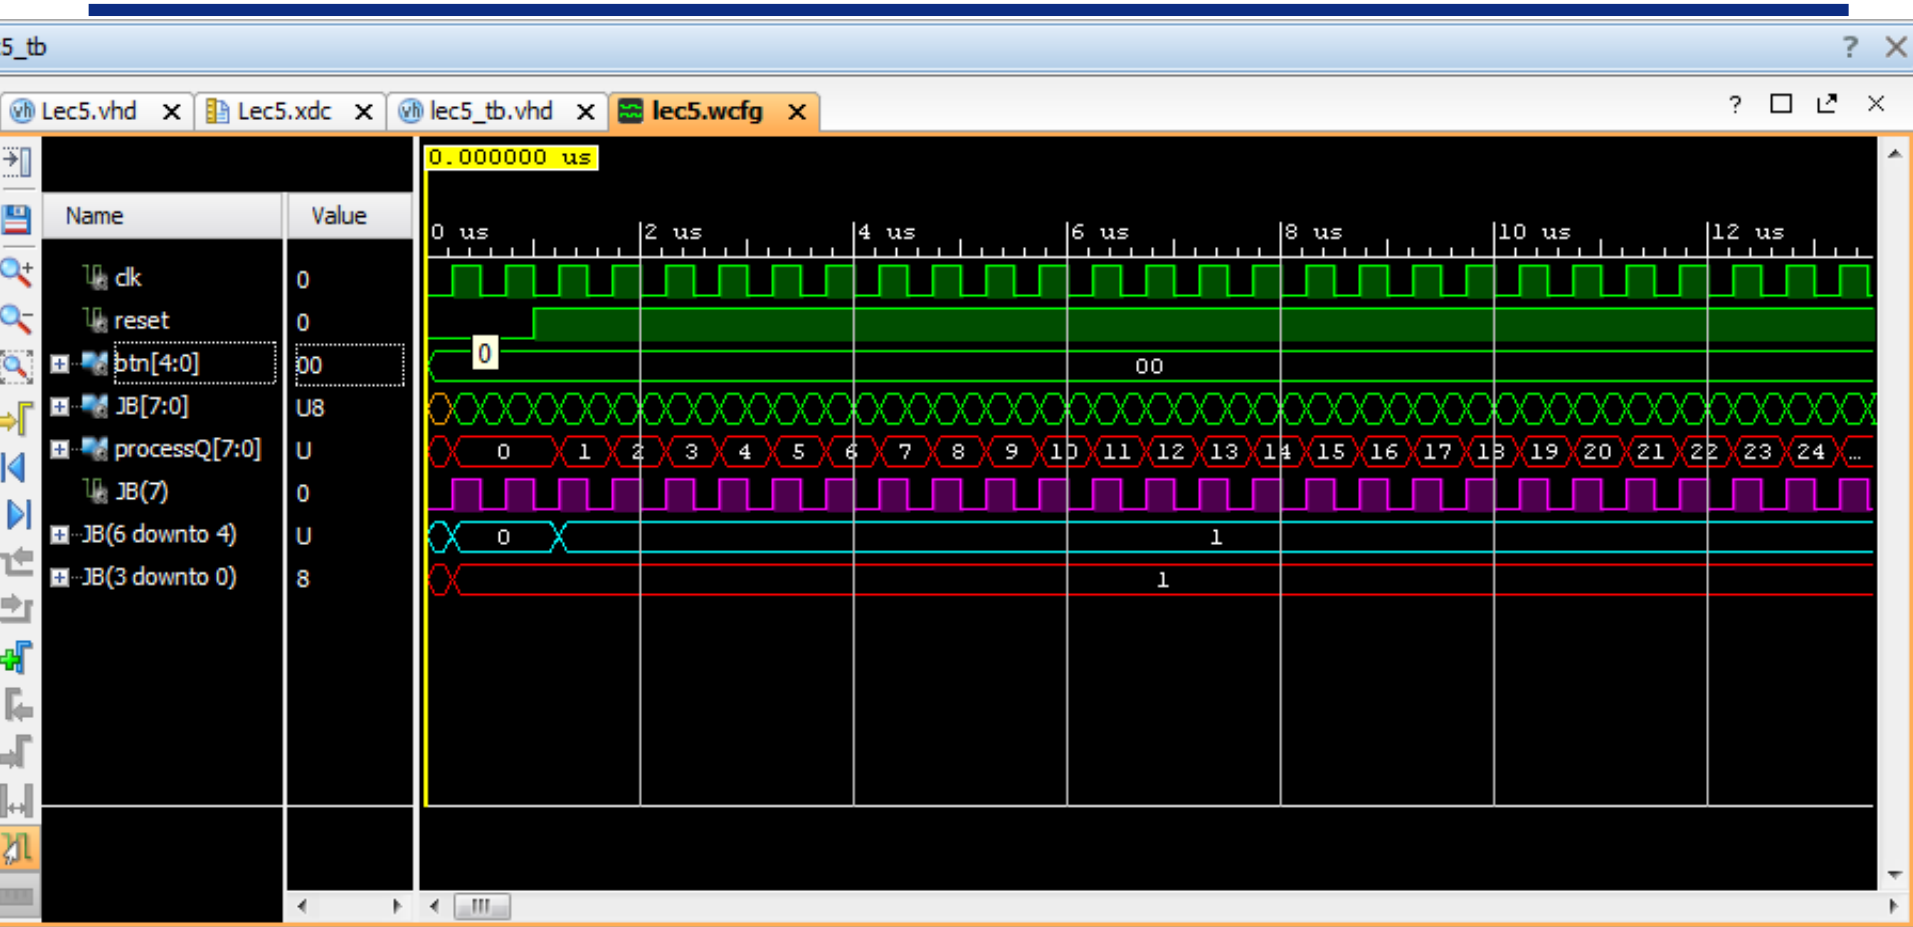 5_tb
Lec5.vhd Lec5.xdc lec5_tb.vhd lec5.wcfg
0.000000 us
Name Value
0 us 2 us 4 us 6 us 8 us 10 us 12 us
clk 0
reset 0
0
btn[4:0] 00 00
JB[7:0] U8
processQ[7:0] U 0 1 2 3 4 5 6 7 8 9 10 11 12 13 14 15 16 17 18 19 20 21 22 23 24 ...
JB(7) 0
JB(6 downto 4) U 0 1
JB(3 downto 0) 8 1